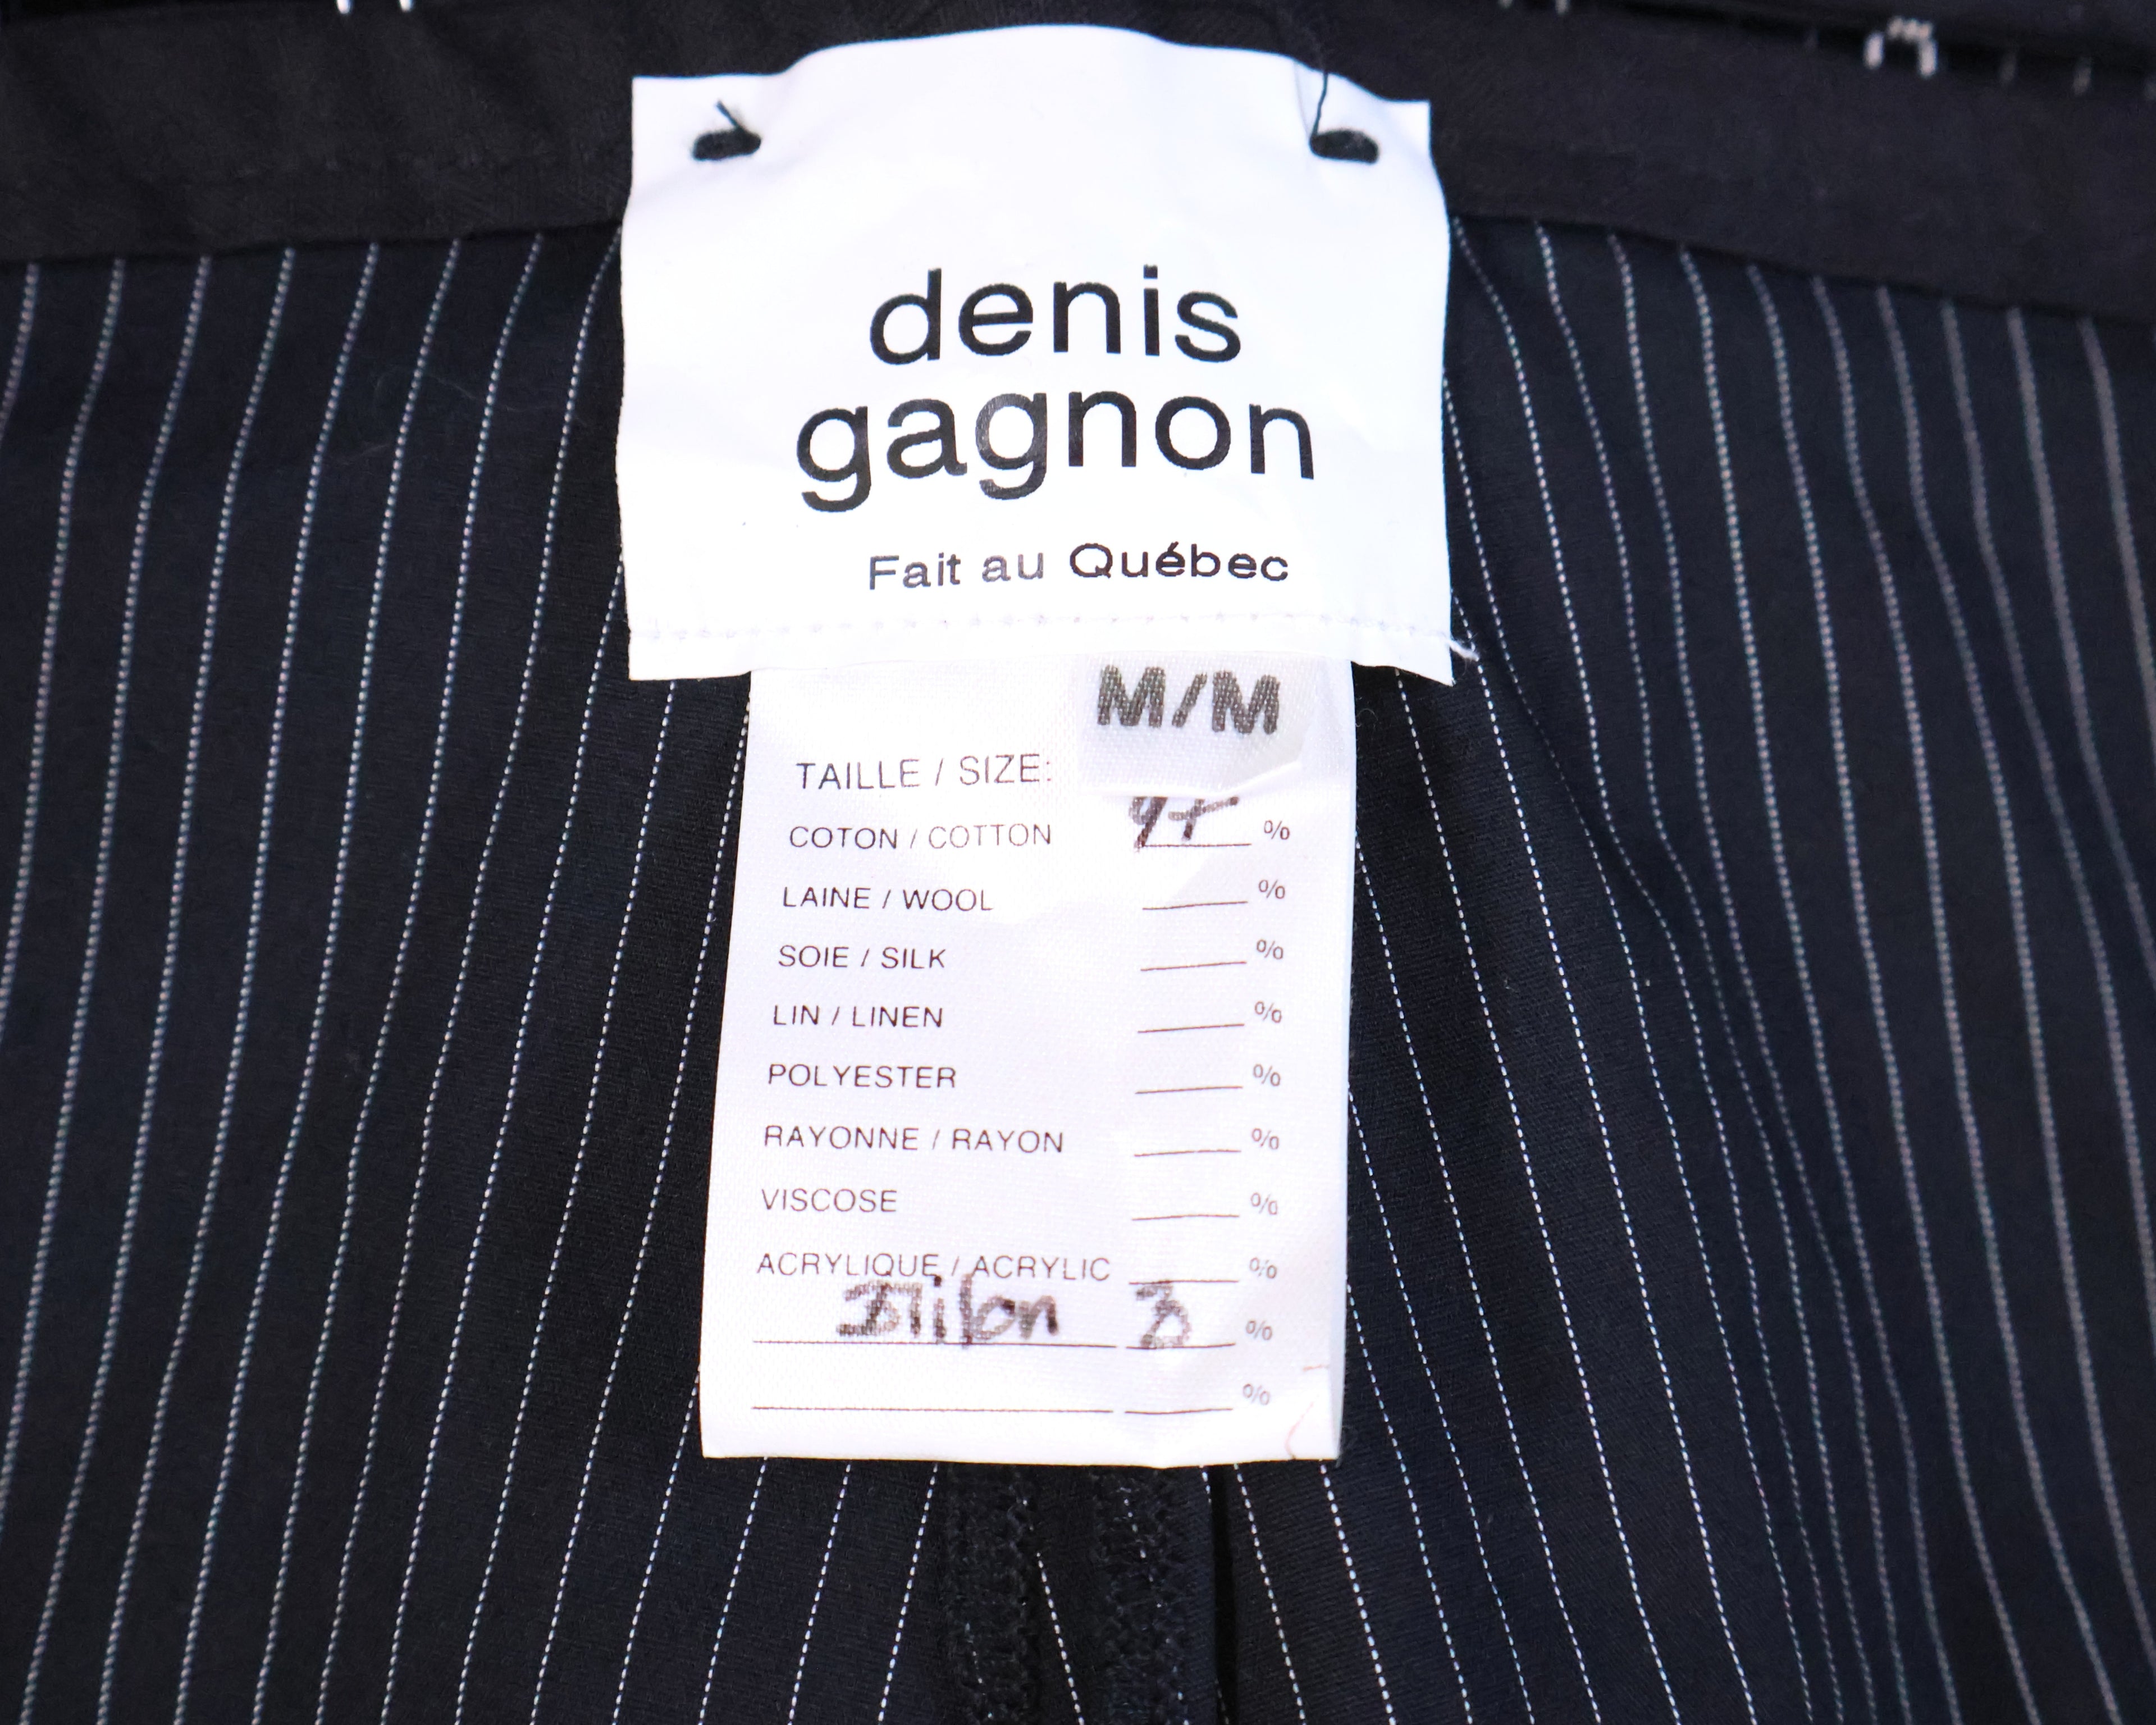 denis
gagnon
Fait au Québec
M/M
TAILLE / SIZE:
COTON / COTTON 97 %
LAINE / WOOL %
SOIE / SILK %
LIN / LINEN %
POLYESTER %
RAYONNE / RAYON %
VISCOSE %
ACRYLIQUE / ACRYLIC %
3 %
%